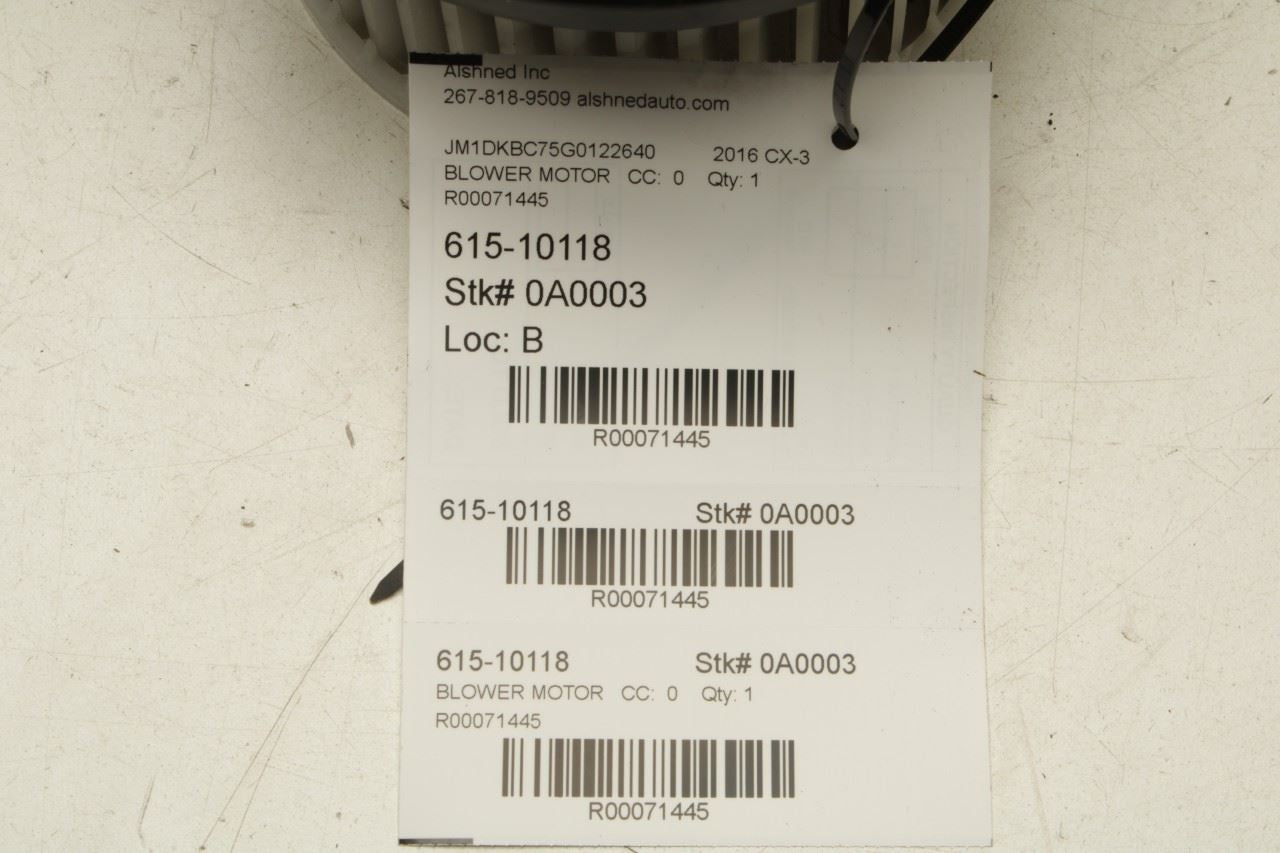 Alshned Inc
267-818-9509 alshnedauto.com
JM1DKBC75G0122640 2016 CX-3
BLOWER MOTOR CC: 0 Qty: 1
R00071445
615-10118
Stk# 0A0003
Loc: B
R00071445
615-10118 Stk# 0A0003
R00071445
615-10118 Stk# 0A0003
BLOWER MOTOR CC: 0 Qty: 1
R00071445
R00071445